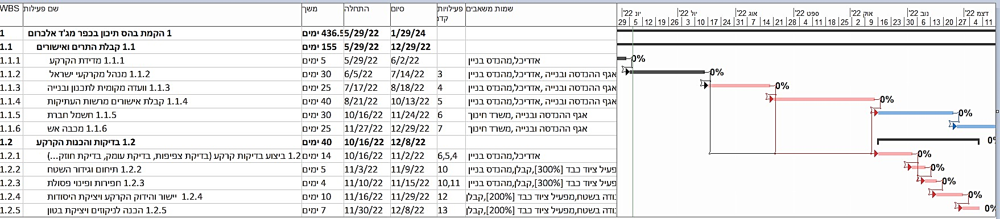 WBS שם פעילות משך התחלה סיום פעילויות קדנ שמות משאבים
יונ '22 יול '22 אוג '22 ספט '22 אוק '22 נוב '22 דצמ '22
29 5 12 19 26 3 10 17 24 31 7 14 21 28 4 11 18 25 2 9 16 23 30 6 13 20 27 4 11
1 1 הקמת בהס תיכון בכפר מג'ד אלכרום 436.5 ימים 5/29/22 1/29/24
1.1 1.1 קבלת התרים ואישורים 155 ימים 5/29/22 12/29/22
1.1.1 1.1.1 מדידת הקרקע 5 ימים 5/29/22 6/2/22 אדריכל,מהנדס בניין 0%
1.1.2 1.1.2 מנהל מקרקעי ישראל 30 ימים 6/5/22 7/14/22 3 אגף ההנדסה ובנייה ,אדריכל,מהנדס בניין 0%
1.1.3 1.1.3 וועדה מקומית לתכנון ובנייה 25 ימים 7/17/22 8/18/22 4 אגף ההנדסה ובנייה ,אדריכל,מהנדס בניין 0%
1.1.4 1.1.4 קבלת אישורים מרשות העתיקות 40 ימים 8/21/22 10/13/22 5 אגף ההנדסה ובנייה ,אדריכל,מהנדס בניין 0%
1.1.5 1.1.5 חשמל חברת 30 ימים 10/16/22 11/24/22 6 אגף ההנדסה ובנייה ,משרד חינוך 0%
1.1.6 1.1.6 מכבה אש 25 ימים 11/27/22 12/29/22 7 אגף ההנדסה ובנייה ,משרד חינוך
1.2 1.2 בדיקות והכנות הקרקע 40 ימים 10/16/22 12/8/22 0%
1.2.1 1.2 ביצוע בדיקות קרקע (בדיקת צפיפות, בדיקת עומק, בדיקת חוזק...) 14 ימים 10/16/22 11/2/22 6,5,4 אדריכל,מהנדס בניין 0%
1.2.2 1.2.2 תיחום וגידור השטח 5 ימים 11/3/22 11/9/22 10 פעיל ציוד כבד [300%],קבלן,מהנדס בניין 0%
1.2.3 1.2.3 חפירות ופינוי פסולת 4 ימים 11/10/22 11/15/22 10,11 פעיל ציוד כבד [300%],קבלן,מהנדס בניין 0%
1.2.4 1.2.4 יישור והידוק הקרקע ויציקת היסודות 10 ימים 11/16/22 11/29/22 12 בשטח,מפעיל ציוד כבד [200%],קבלן 0%
1.2.5 1.2.5 הכנה לניקוזים ויציקת בטון 7 ימים 11/30/22 12/8/22 13 בשטח,מפעיל ציוד כבד [200%],קבלן 0%